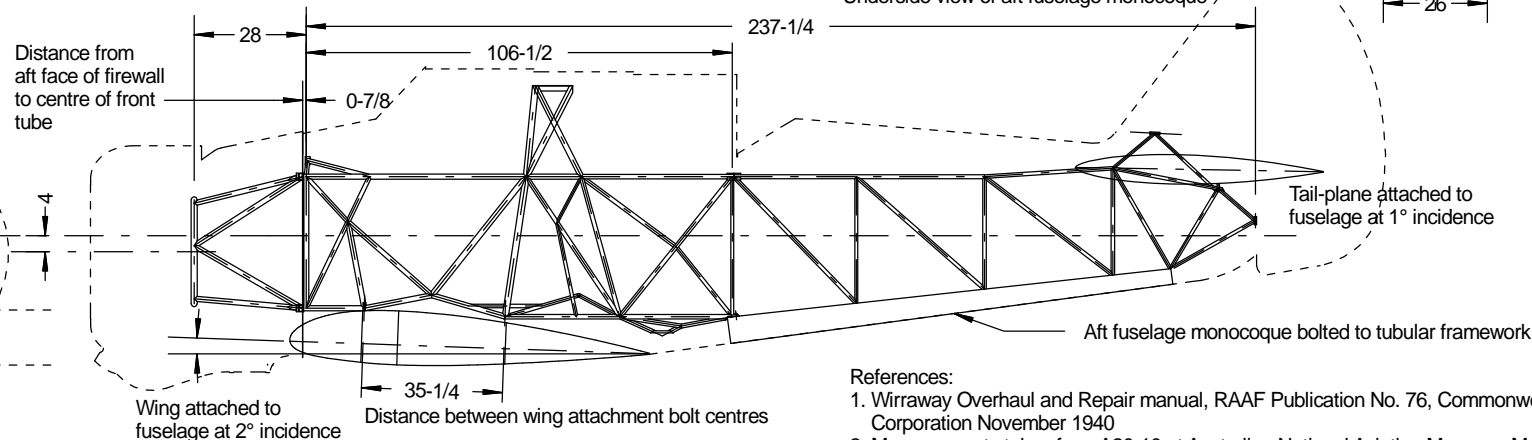 Underside view of aft fuselage monocoque
26
237-1/4
28
106-1/2
Distance from
aft face of firewall
to centre of front
tube
0-7/8
4
Tail-plane attached to
fuselage at 1° incidence
Aft fuselage monocoque bolted to tubular framework
35-1/4
Distance between wing attachment bolt centres
Wing attached to
fuselage at 2° incidence
References:
1. Wirraway Overhaul and Repair manual, RAAF Publication No. 76,
Corporation November 1940